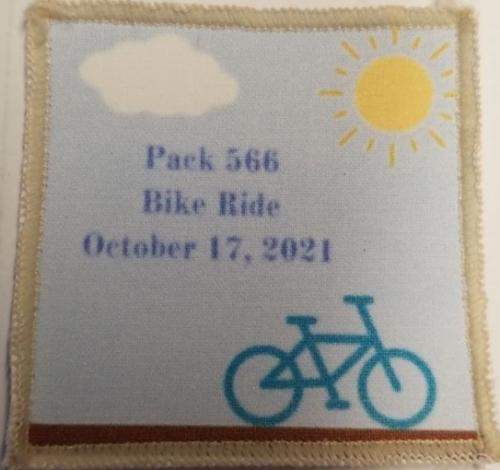 Pack 566
Bike Ride
October 17, 2021